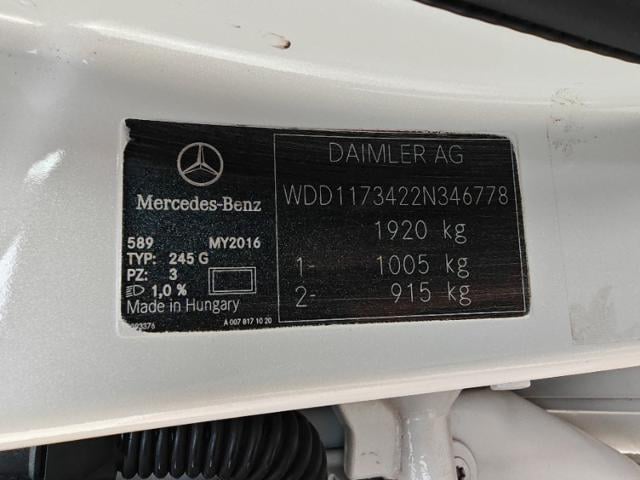 Mercedes-Benz
589 MY2016
TYP: 245 G
PZ: 3
1,0 %
Made in Hungary
A 007 817 10 20
DAIMLER AG
WDD1173422N346778
1920 kg
1- 1005 kg
2- 915 kg